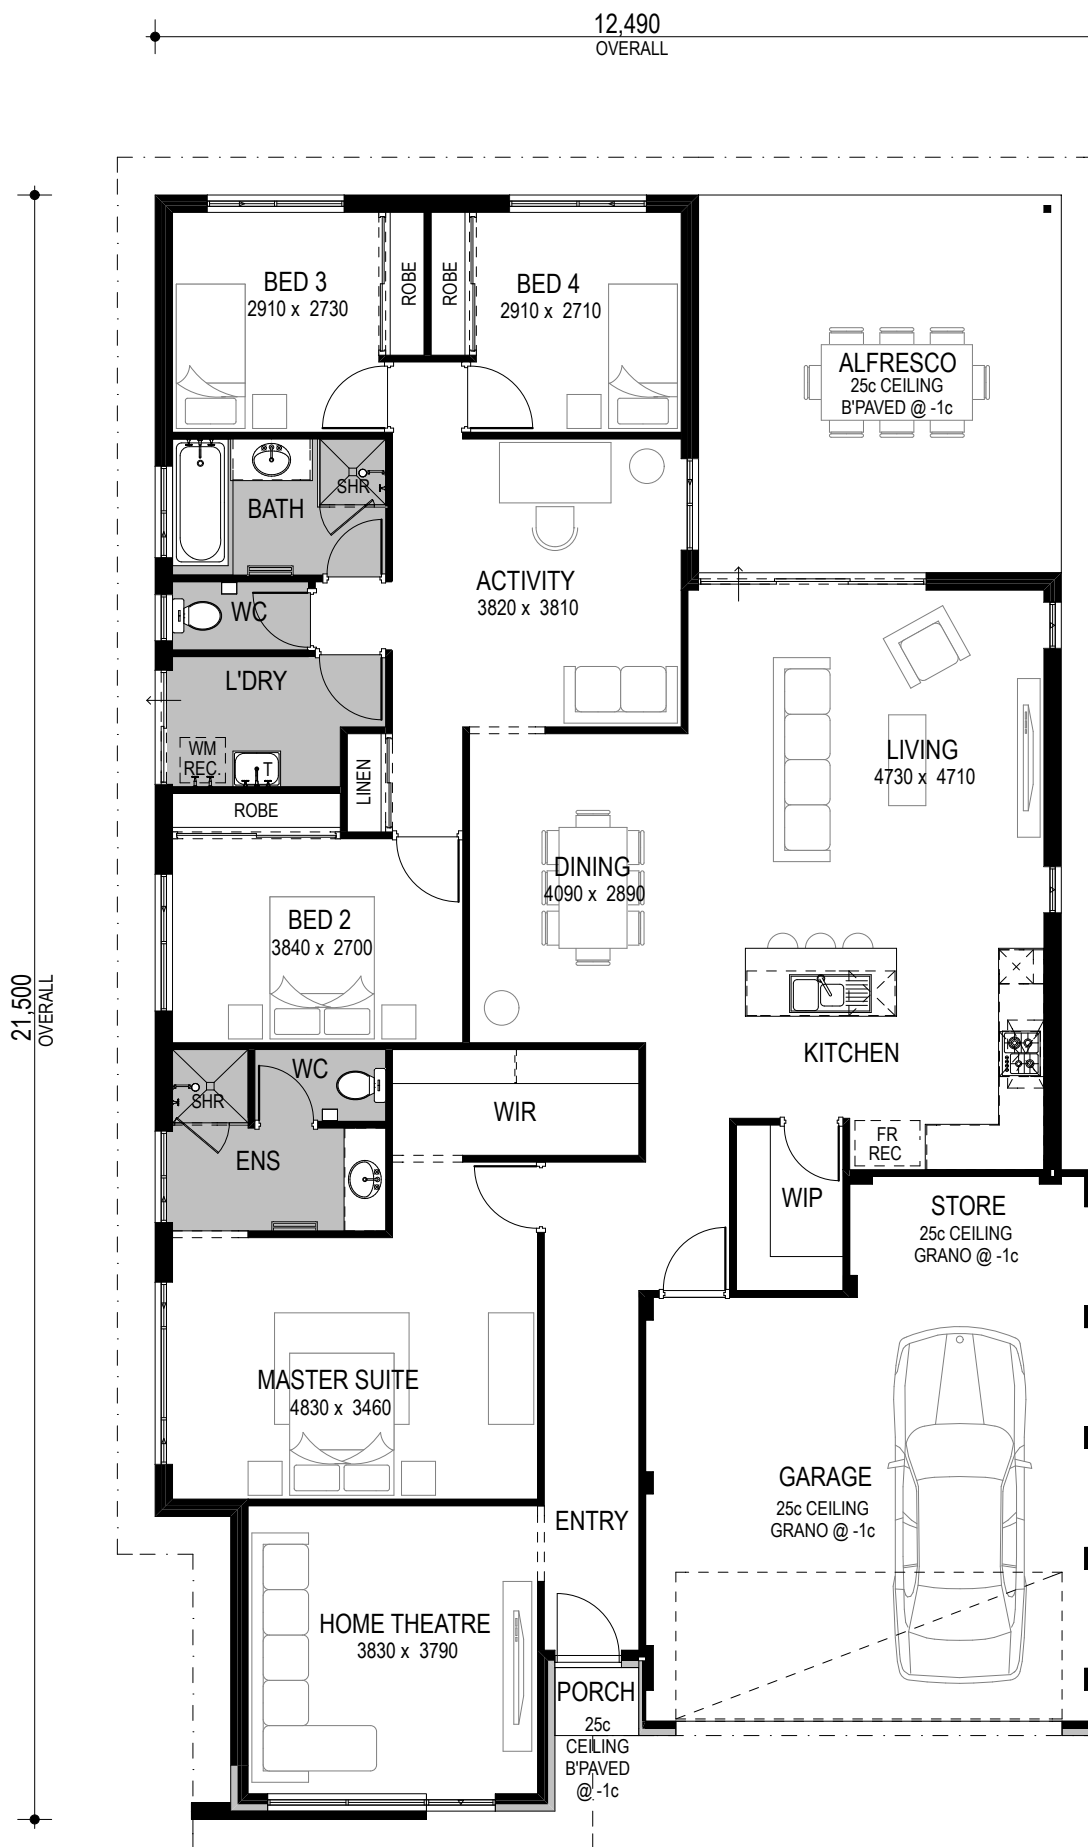 12,490
OVERALL
21,500
OVERALL
BED 3
2910 x 2730
ROBE
ROBE
BED 4
2910 x 2710
ALFRESCO
25c CEILING
B'PAVED @ -1c
BATH
SHR
ACTIVITY
3820 x 3810
WC
L'DRY
WM
REC.
T
LINEN
ROBE
LIVING
4730 x 4710
DINING
4090 x 2890
BED 2
3840 x 2700
KITCHEN
FR
REC
WC
SHR
ENS
WIR
WIP
STORE
25c CEILING
GRANO @ -1c
MASTER SUITE
4830 x 3460
GARAGE
25c CEILING
GRANO @ -1c
ENTRY
HOME THEATRE
3830 x 3790
PORCH
25c
CEILING
B'PAVED
@ -1c